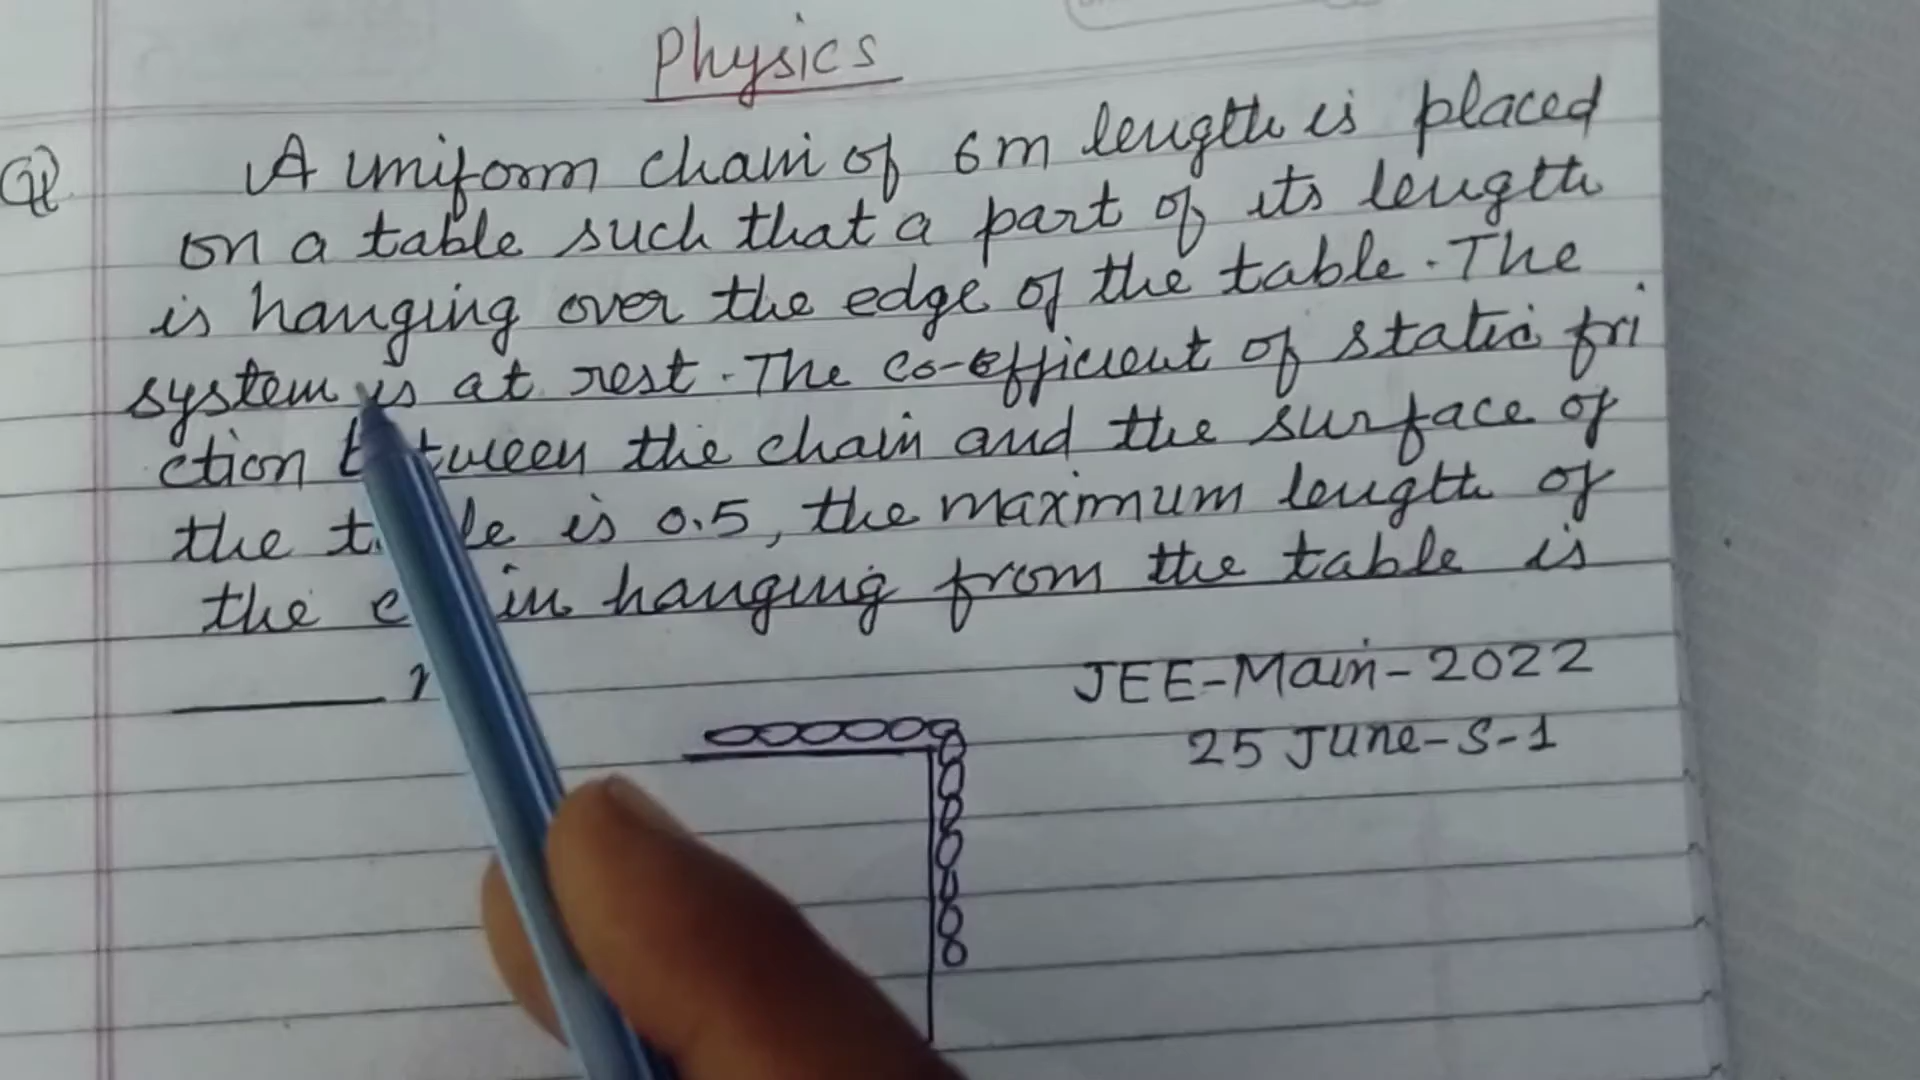 Physics
Q A uniform chain of 6m length is placed
on a table such that a part of its length
is hanging over the edge of the table. The
system is at rest. The co-efficient of static fri
ction between the chain and the surface of
the is 0.5, the maximum length of
the hanging from the table is
JEE-Main-2022
25 June-S-1